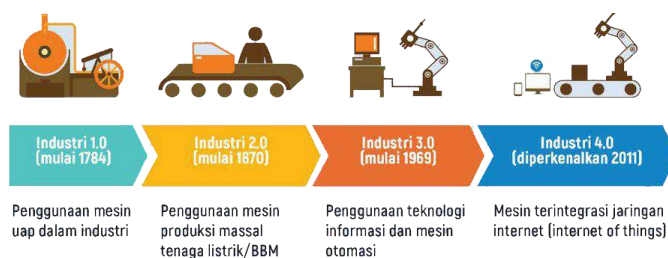 Industri 1.0
(mulai 1784)
Industri 2.0
(mulai 1870)
Industri 3.0
(mulai 1969)
Industri 4.0
(diperkenalkan 2011)
Penggunaan mesin
uap dalam industri
Penggunaan mesin
produksi massal
tenaga listrik/BBM
Penggunaan teknologi
informasi dan mesin
otomasi
Mesin terintegrasi jaringan
internet (internet of things)